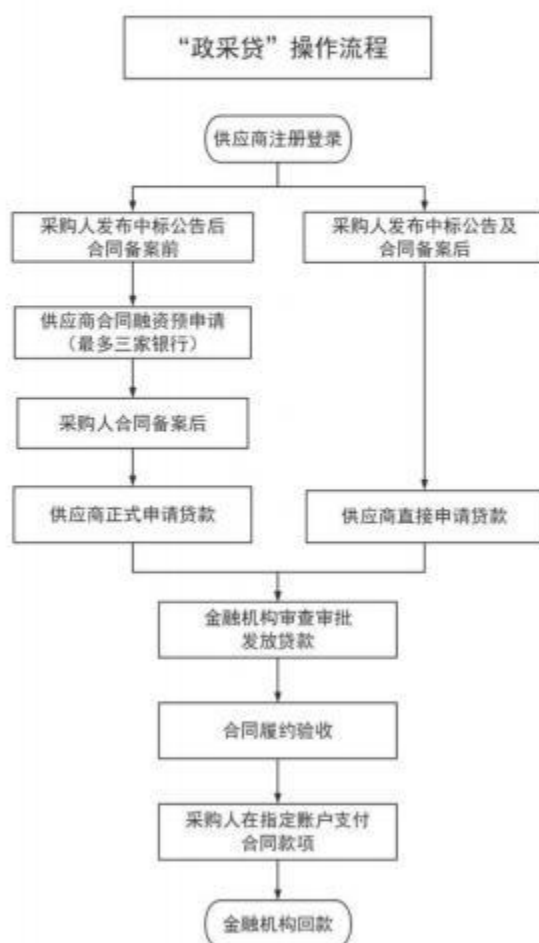 “政采贷”操作流程
供应商注册登录
采购人发布中标公告后
合同备案前
采购人发布中标公告及
合同备案后
供应商合同融资预申请
（最多三家银行）
采购人合同备案后
供应商正式申请贷款
供应商直接申请贷款
金融机构审查审批
发放贷款
合同履约验收
采购人在指定账户支付
合同款项
金融机构回款